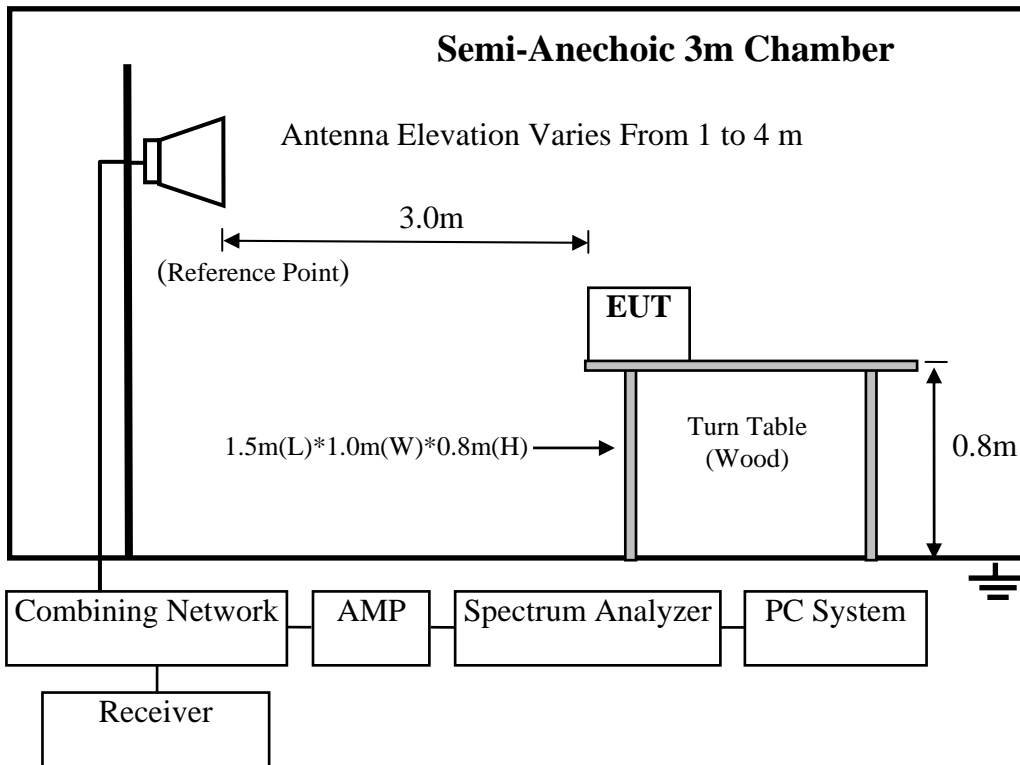 Semi-Anechoic 3m Chamber
Antenna Elevation Varies From 1 to 4 m
3.0m
(Reference Point)
EUT
1.5m(L)*1.0m(W)*0.8m(H)
Turn Table
(Wood)
0.8m
Combining Network
AMP
Spectrum Analyzer
PC System
Receiver